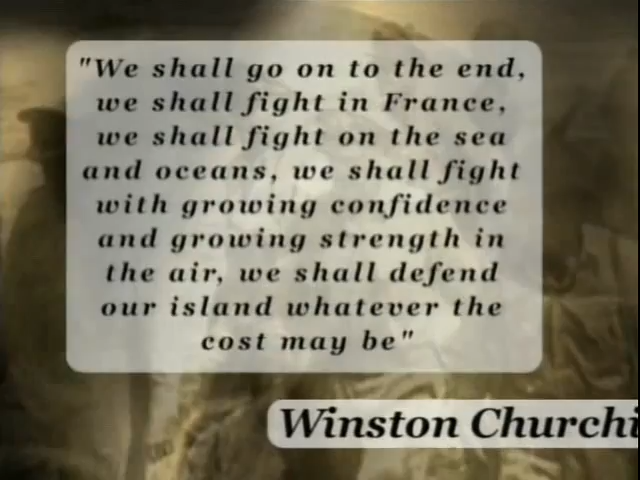 "We shall go on to the end,
we shall fight in France,
we shall fight on the sea
and oceans, we shall fight
with growing confidence
and growing strength in
the air, we shall defend
our island whatever the
cost may be"
Winston Churchi